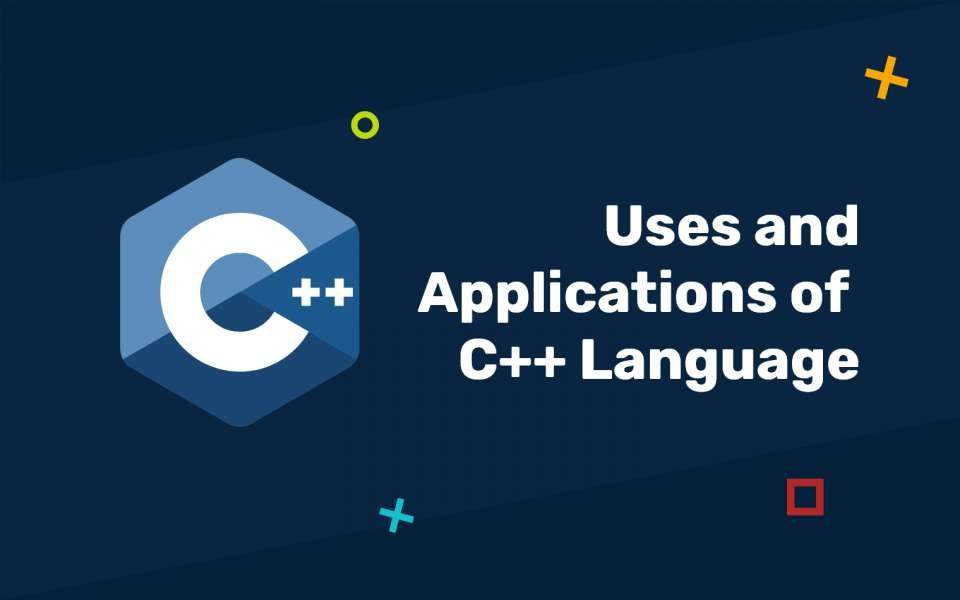 C++
Uses and
Applications of
C++ Language